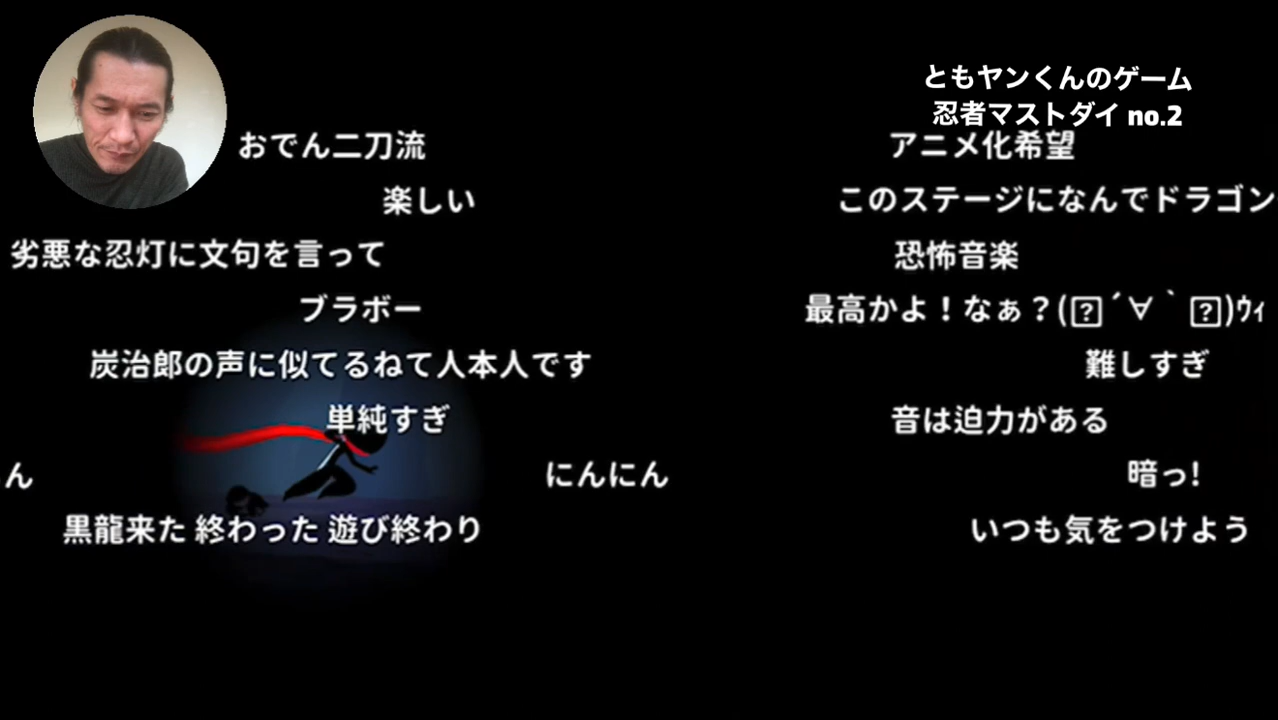 ともヤンくんのゲーム
忍者マストダイ no.2
おでん二刀流
アニメ化希望
楽しい
このステージになんでドラゴン
劣悪な忍灯に文句を言って
恐怖音楽
ブラボー
最高かよ！なぁ？(?´∀｀?)ｳｨ
炭治郎の声に似てるねて人本人です
難しすぎ
単純すぎ
音は迫力がある
ん
にんにん
暗っ!
黒龍来た 終わった 遊び終わり
いつも気をつけよう